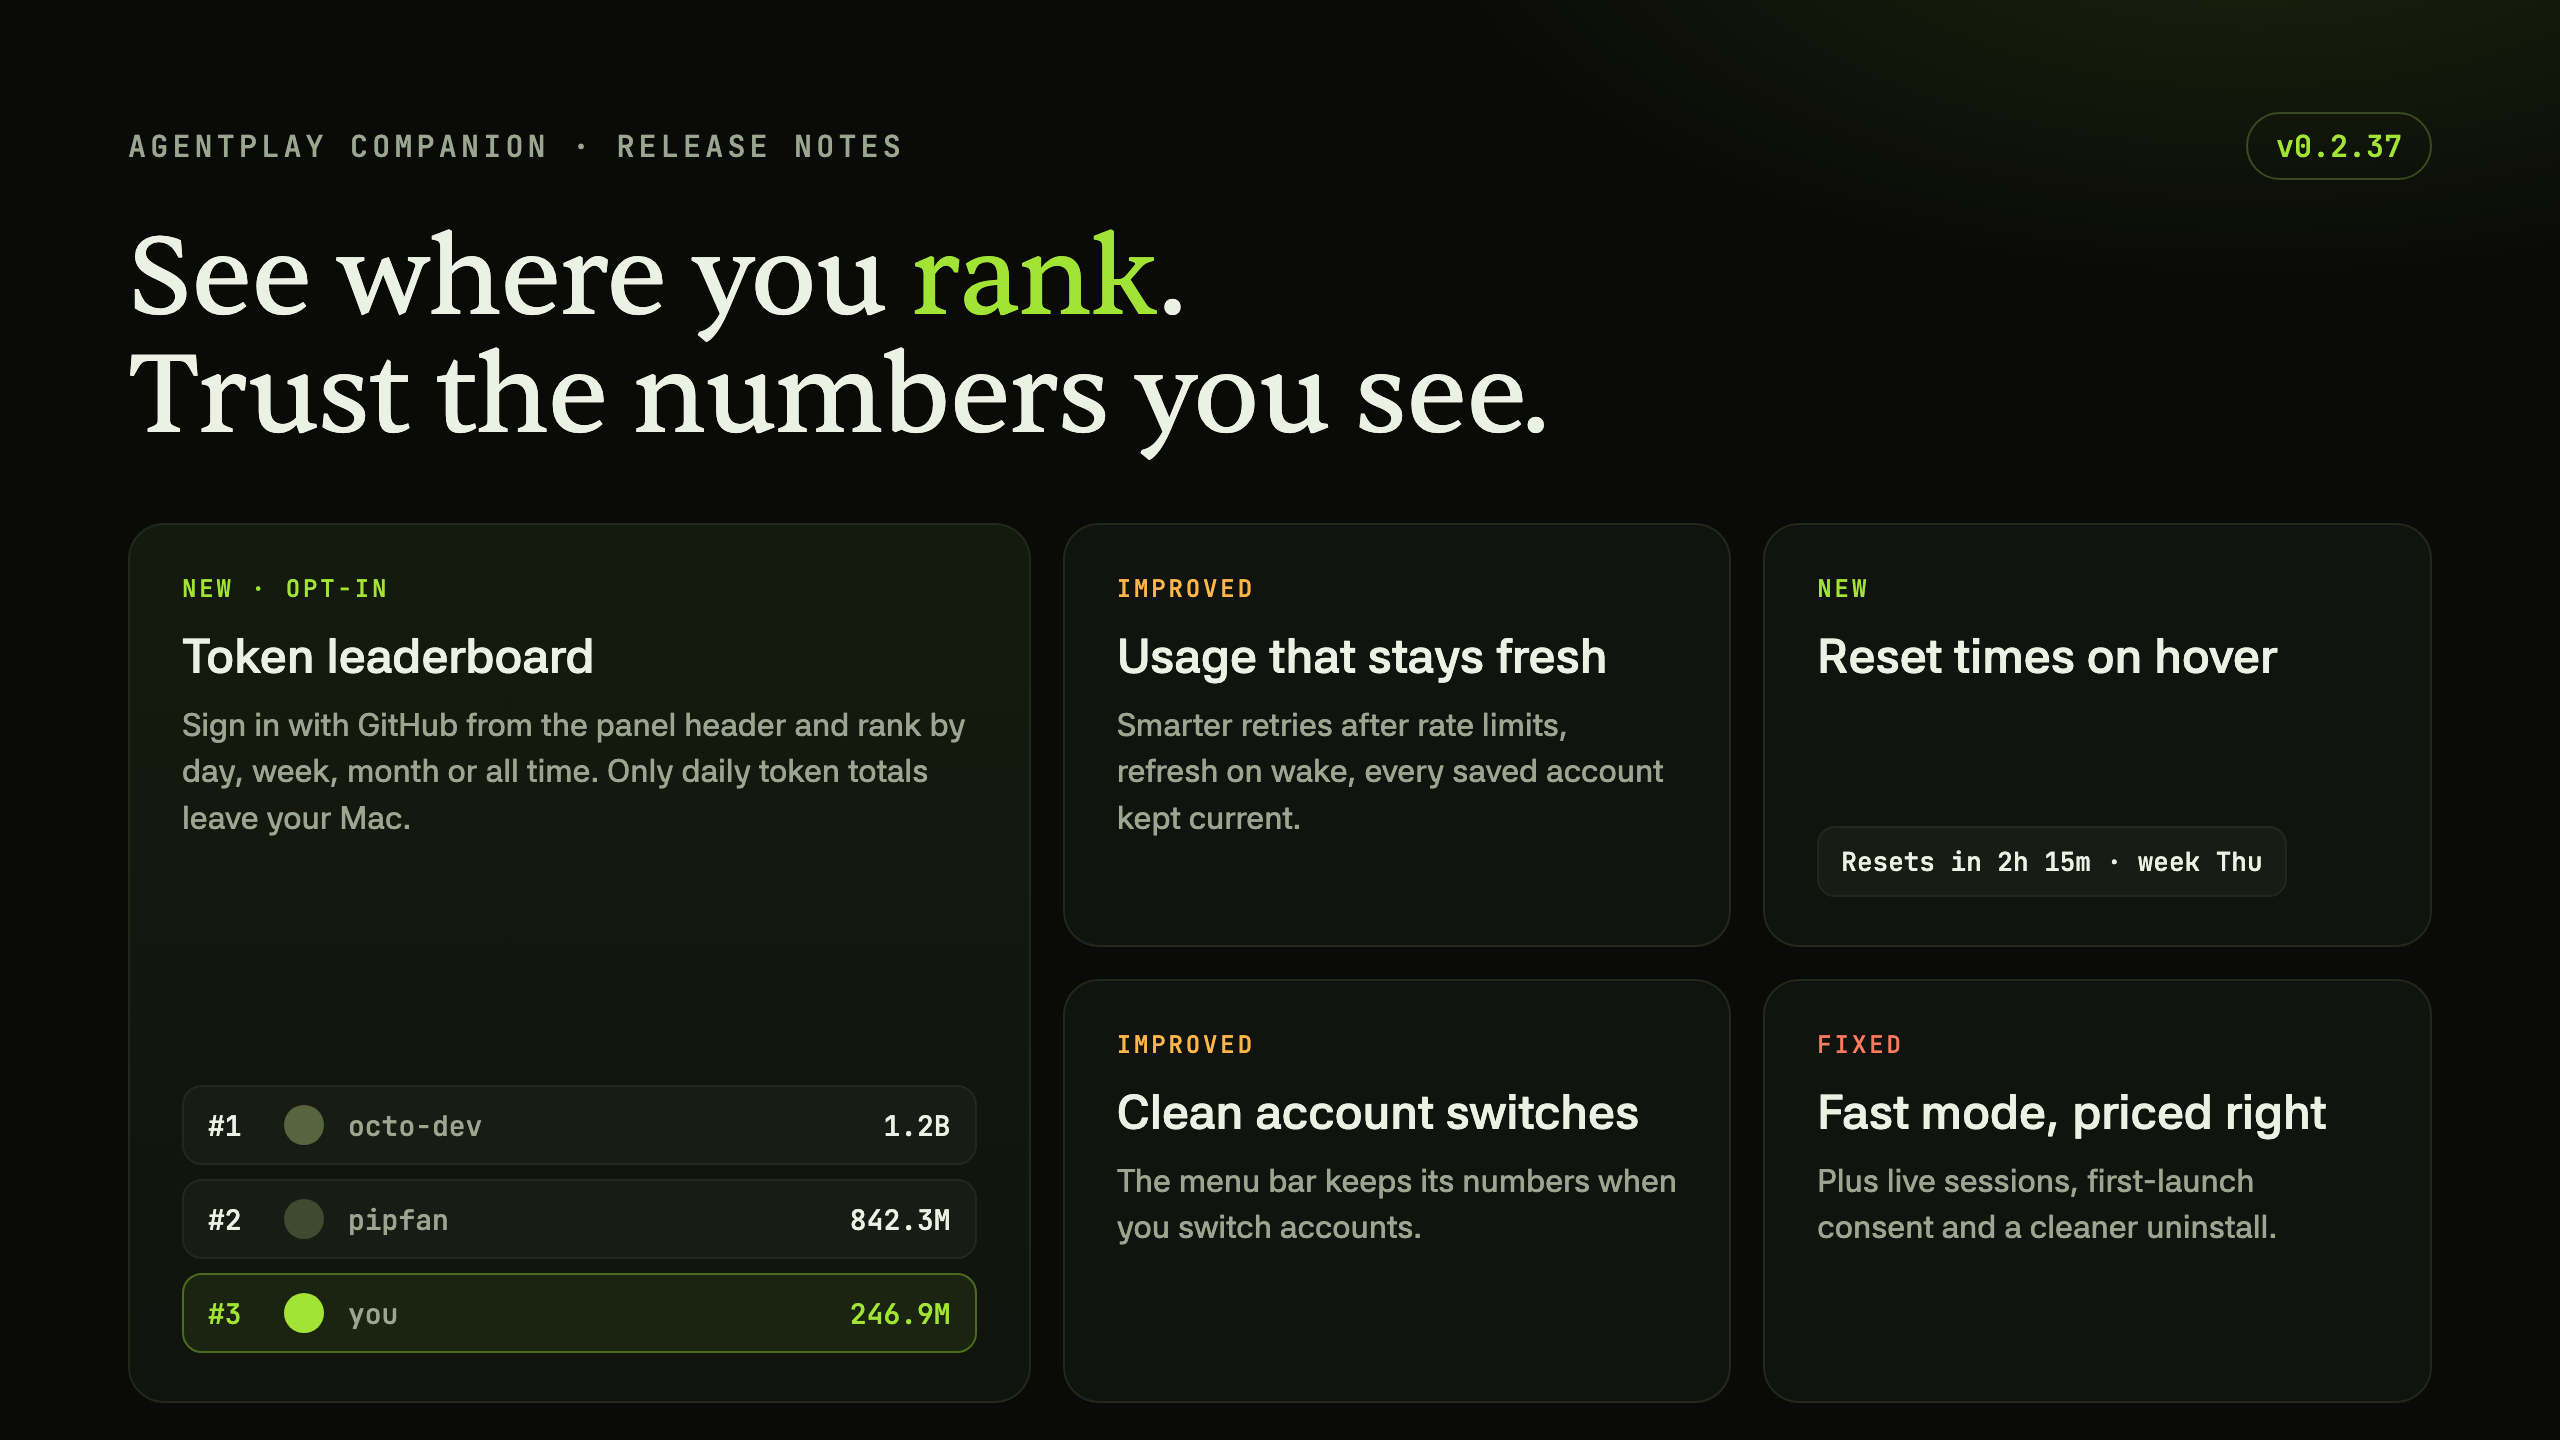 AGENTPLAY COMPANION · RELEASE NOTES
v0.2.37
See where you rank.
Trust the numbers you see.
NEW · OPT-IN
Token leaderboard
Sign in with GitHub from the panel header and rank by
day, week, month or all time. Only daily token totals
leave your Mac.
#1 octo-dev 1.2B
#2 pipfan 842.3M
#3 you 246.9M
IMPROVED
Usage that stays fresh
Smarter retries after rate limits,
refresh on wake, every saved account
kept current.
NEW
Reset times on hover
Resets in 2h 15m · week Thu
IMPROVED
Clean account switches
The menu bar keeps its numbers when
you switch accounts.
FIXED
Fast mode, priced right
Plus live sessions, first-launch
consent and a cleaner uninstall.